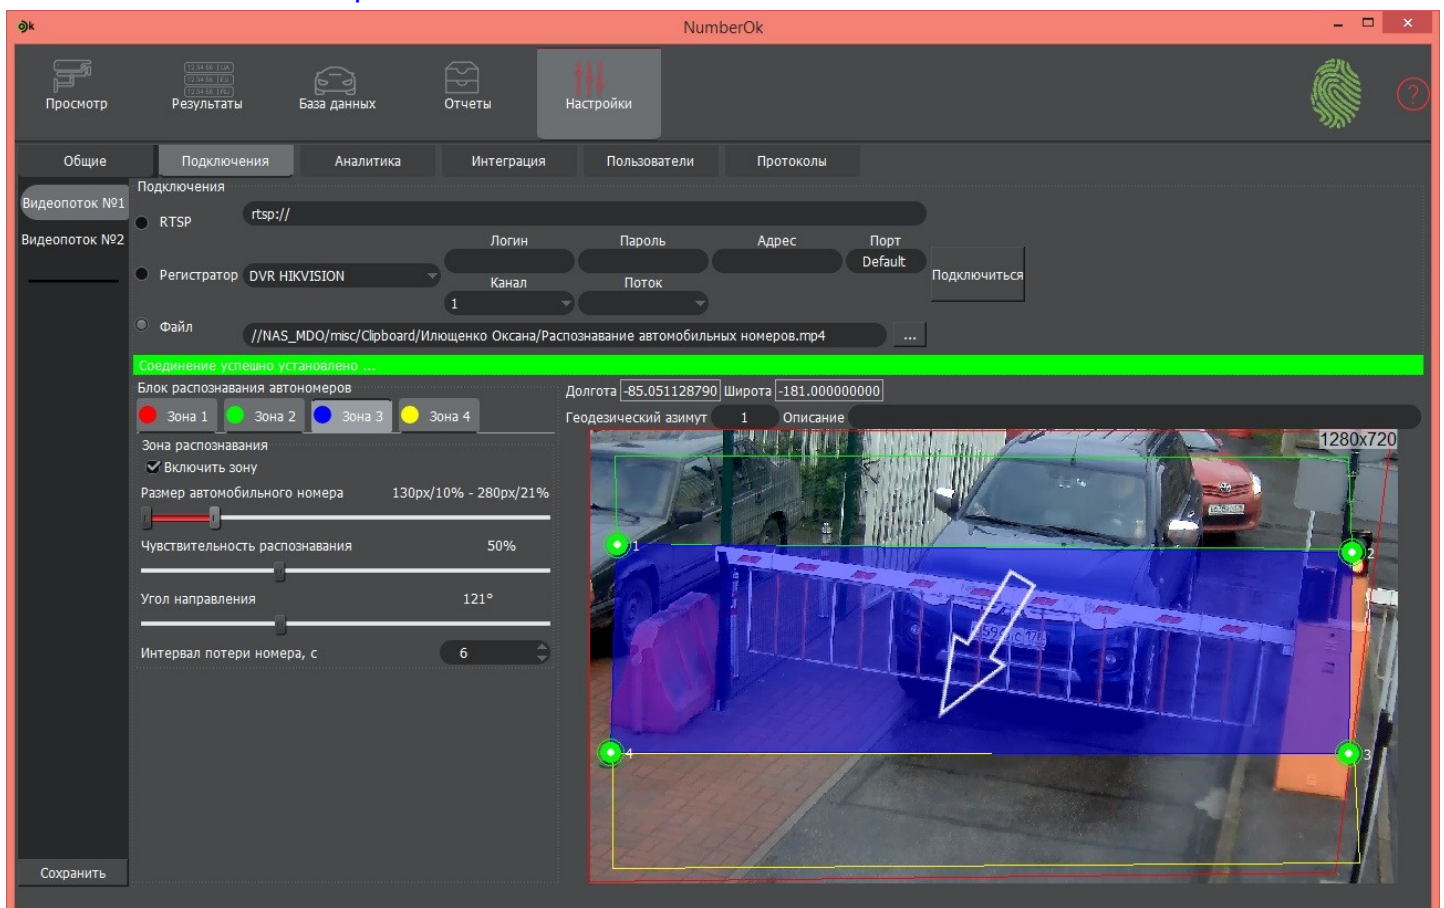 NumberOk
Просмотр
Результаты
База данных
Отчеты
Настройки
?
Общие
Подключения
Аналитика
Интеграция
Пользователи
Протоколы
Видеопоток №1
Видеопоток №2
Подключения
RTSP
rtsp://
Логин
Пароль
Адрес
Порт
Регистратор
DVR HIKVISION
Default
Подключиться
Канал
Поток
1
Файл
//NAS_MDO/misc/Clipboard/Илющенко Оксана/Распознавание автомобильных номеров.mp4
...
Соединение успешно установлено ...
Блок распознавания автономеров
Зона 1
Зона 2
Зона 3
Зона 4
Долгота -85.051128790 Широта -181.000000000
Геодезический азимут 1 Описание
Зона распознавания
Включить зону
Размер автомобильного номера 130px/10% - 280px/21%
Чувствительность распознавания 50%
Угол направления 121°
Интервал потери номера, с 6
1280x720
1
2
3
4
Сохранить